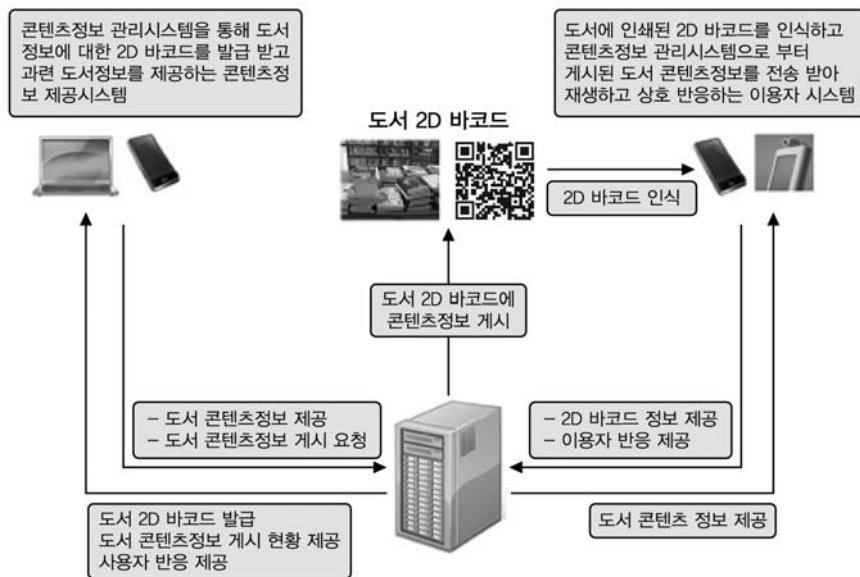 콘텐츠정보 관리시스템을 통해 도서
정보에 대한 2D 바코드를 발급 받고
과련 도서정보를 제공하는 콘텐츠정
보 제공시스템
도서에 인쇄된 2D 바코드를 인식하고
콘텐츠정보 관리시스템으로 부터
게시된 도서 콘텐츠정보를 전송 받아
재생하고 상호 반응하는 이용자 시스템
도서 2D 바코드
2D 바코드 인식
도서 2D 바코드에
콘텐츠정보 게시
– 도서 콘텐츠정보 제공
– 도서 콘텐츠정보 게시 요청
– 2D 바코드 정보 제공
– 이용자 반응 제공
도서 2D 바코드 발급
도서 콘텐츠정보 게시 현황 제공
사용자 반응 제공
도서 콘텐츠 정보 제공